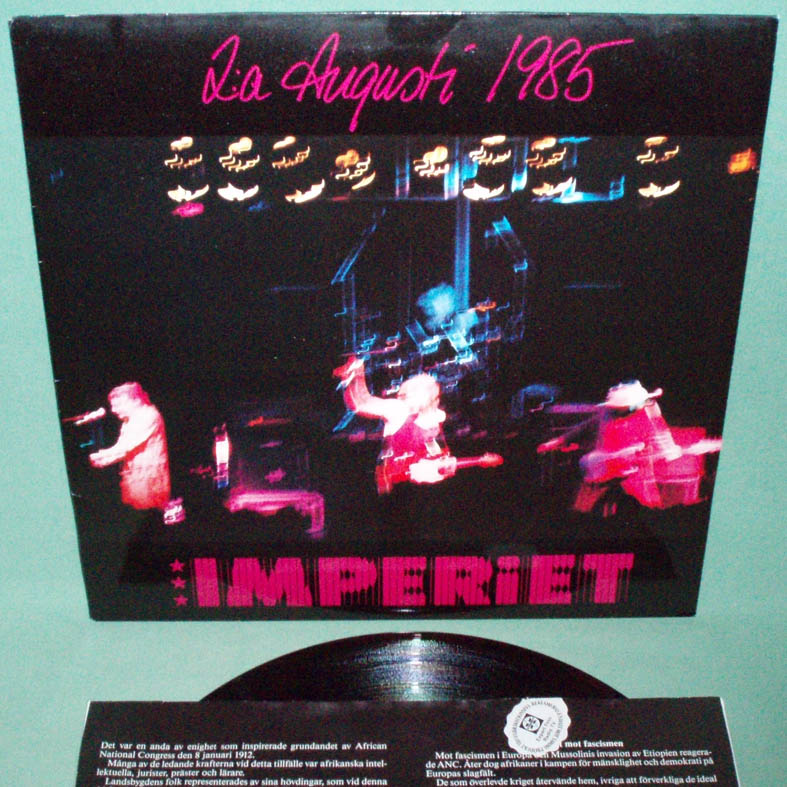 2:a Augusti 1985
IMPERIET
Det var en anda av enighet som inspirerade grundandet av African
National Congress den 8 januari 1912.
Många av de ledande krafterna vid detta tillfälle var afrikanska intel-
lektuella, jurister, präster och lärare.
Landsbygdens folk representerades av sina hövdingar, som vid denna
mot fascismen
Mot fascismen i Europa och Mussolinis invasion av Etiopien reagera-
de ANC. Åter dog afrikaner i kampen för mänsklighet och demokrati på
Europas slagfält.
De som överlevde kriget återvände hem, ivriga att förverkliga de ideal